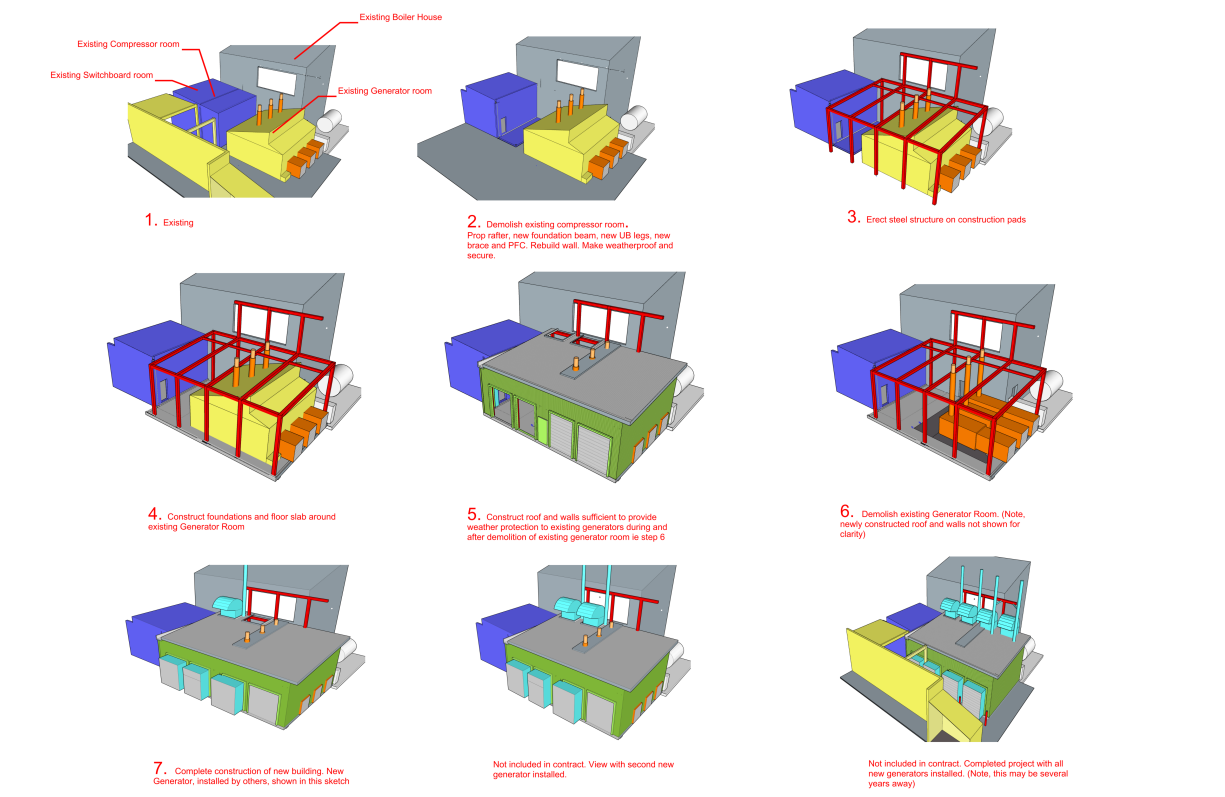 Existing Boiler House
Existing Compressor room
Existing Switchboard room
Existing Generator room
1. Existing
2. Demolish existing compressor room.
Prop rafter, new foundation beam, new UB legs, new
brace and PFC. Rebuild wall. Make weatherproof and
secure.
3. Erect steel structure on construction pads
4. Construct foundations and floor slab around
existing Generator Room
5. Construct roof and walls sufficient to provide
weather protection to existing generators during and
after demolition of existing generator room ie step 6
6. Demolish existing Generator Room. (Note,
newly constructed roof and walls not shown for
clarity)
7. Complete construction of new building. New
Generator, installed by others, shown in this sketch
Not included in contract. View with second new
generator installed.
Not included in contract. Completed project with all
new generators installed. (Note, this may be several
years away)